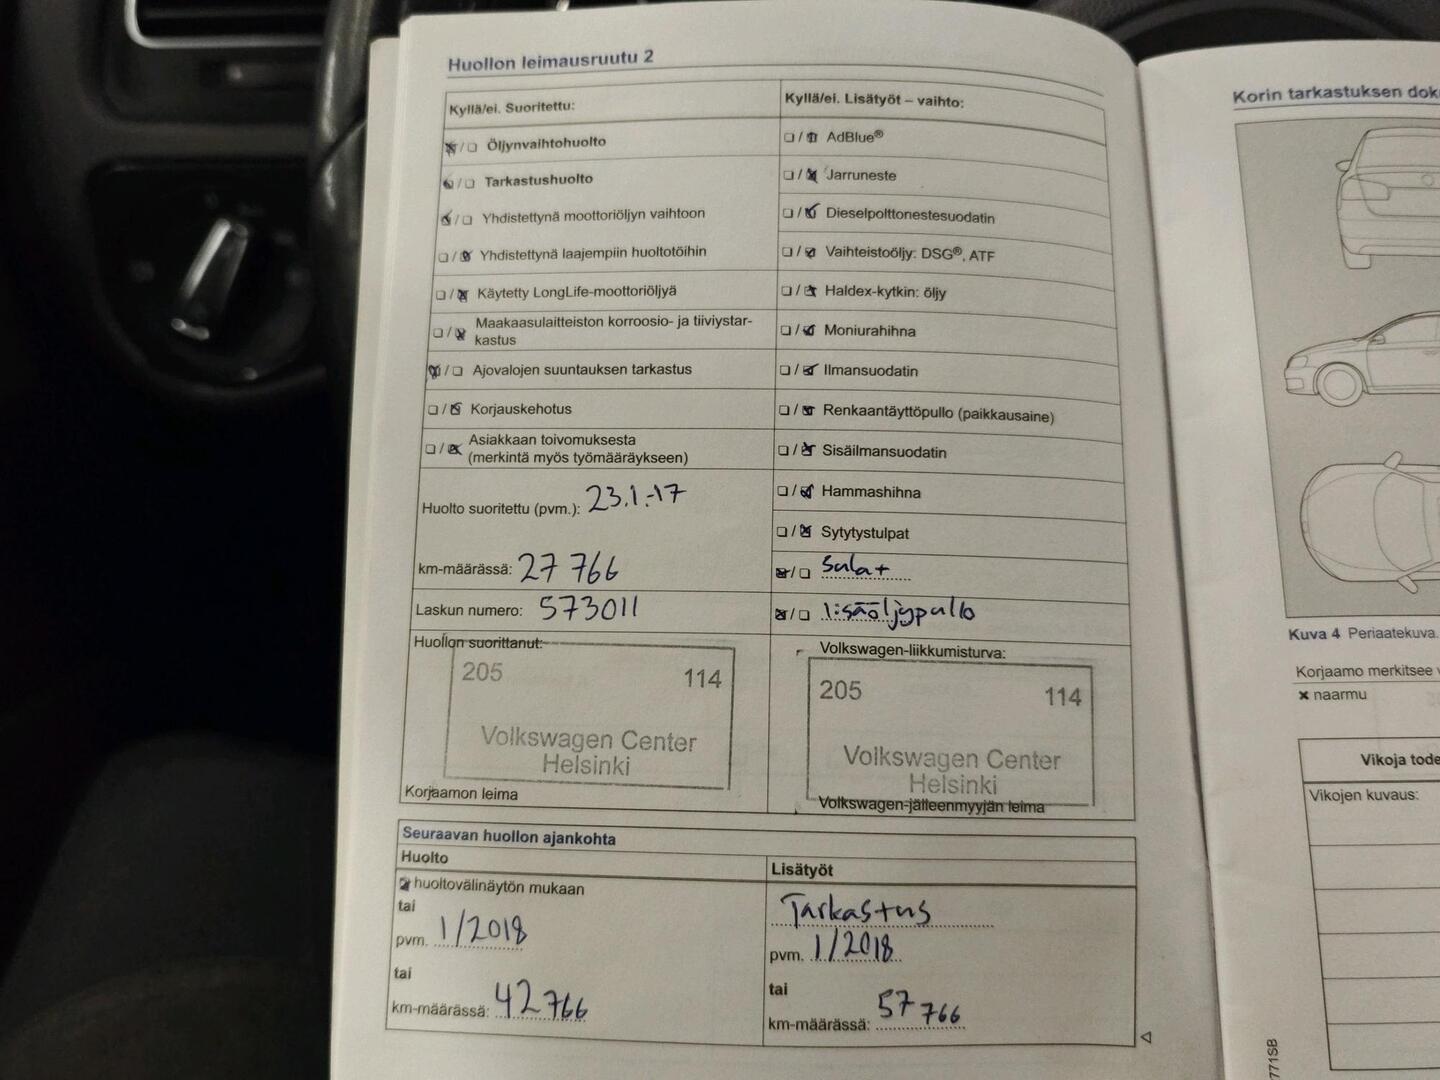 Huollon leimausruutu 2
Kyllä/ei. Suoritettu:
☒/☐ Öljynvaihtohuolto
☒/☐ Tarkastushuolto
☒/☐ Yhdistettynä moottoriöljyn vaihtoon
☐/☒ Yhdistettynä laajempiin huoltotöihin
☐/☒ Käytetty LongLife-moottoriöljyä
☐/☒ Maakaasulaitteiston korroosio- ja tiiviystar-
kastus
☒/☐ Ajovalojen suuntauksen tarkastus
☐/☒ Korjauskehotus
☐/☒ Asiakkaan toivomuksesta
(merkintä myös työmääräykseen)
Huolto suoritettu (pvm.): 23.1.-17
km-määrässä: 27 766
Laskun numero: 573011
Huollon suorittanut:
205 114
Volkswagen Center
Helsinki
Korjaamon leima
Kyllä/ei. Lisätyöt – vaihto:
☐/☒ AdBlue®
☐/☒ Jarruneste
☐/☒ Dieselpolttonestesuodatin
☐/☒ Vaihteistoöljy: DSG®, ATF
☐/☒ Haldex-kytkin: öljy
☐/☒ Moniurahihna
☐/☒ Ilmansuodatin
☐/☒ Renkaantäyttöpullo (paikkausaine)
☐/☒ Sisäilmansuodatin
☐/☒ Hammashihna
☐/☒ Sytytystulpat
☒/☐ Sulat
☒/☐ lisäöljypullo
Volkswagen-liikkumisturva:
205 114
Volkswagen Center
Helsinki
Volkswagen-jälleenmyyjän leima
Seuraavan huollon ajankohta
Huolto
☒ huoltovälinäytön mukaan
tai
pvm. 1/2018
tai
km-määrässä: 42 766
Lisätyöt
Tarkastus
pvm. 1/2018
tai
km-määrässä: 57 766
Korin tarkastuksen dok
Kuva 4 Periaatekuva.
Korjaamo merkitsee v
✖ naarmu
Vikoja tode
Vikojen kuvaus:
771SB